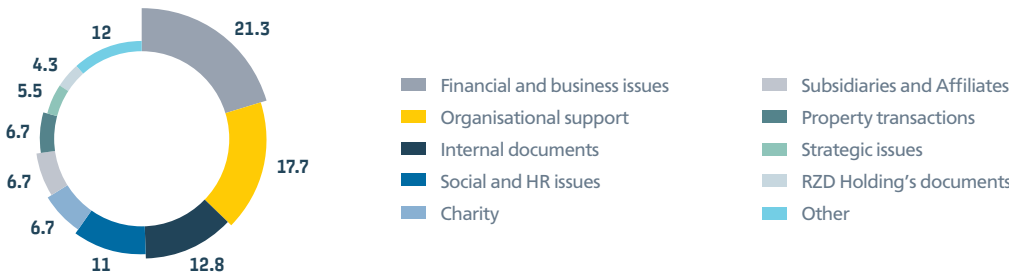 12
21.3
4.3
5.5
6.7
17.7
6.7
6.7
11
12.8
Financial and business issues
Organisational support
Internal documents
Social and HR issues
Charity
Subsidiaries and Affiliates
Property transactions
Strategic issues
RZD Holding's documents
Other